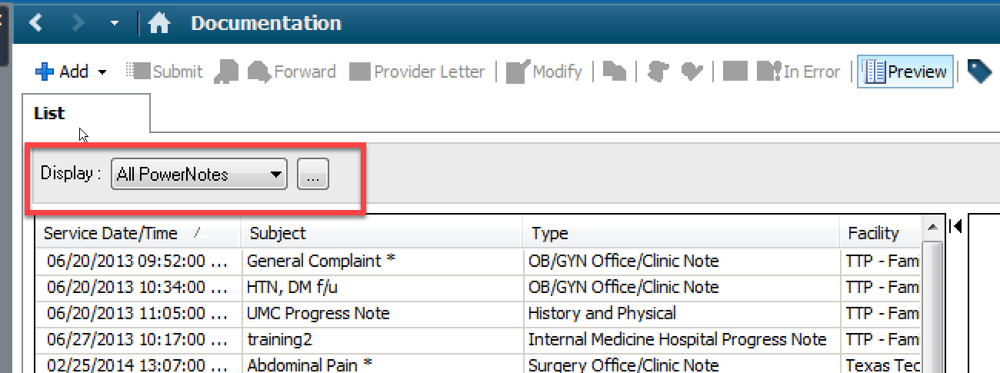 Documentation
Add Submit Forward Provider Letter Modify In Error Preview
List
Display : All PowerNotes ...
Service Date/Time Subject Type Facility
06/20/2013 09:52:00 ... General Complaint * OB/GYN Office/Clinic Note TTP - Fami
06/20/2013 10:34:00 ... HTN, DM f/u OB/GYN Office/Clinic Note TTP - Fami
06/20/2013 11:05:00 ... UMC Progress Note History and Physical TTP - Fami
06/27/2013 10:17:00 ... training2 Internal Medicine Hospital Progress Note TTP - Fami
02/25/2014 13:07:00 ... Abdominal Pain * Surgery Office/Clinic Note Texas Tec